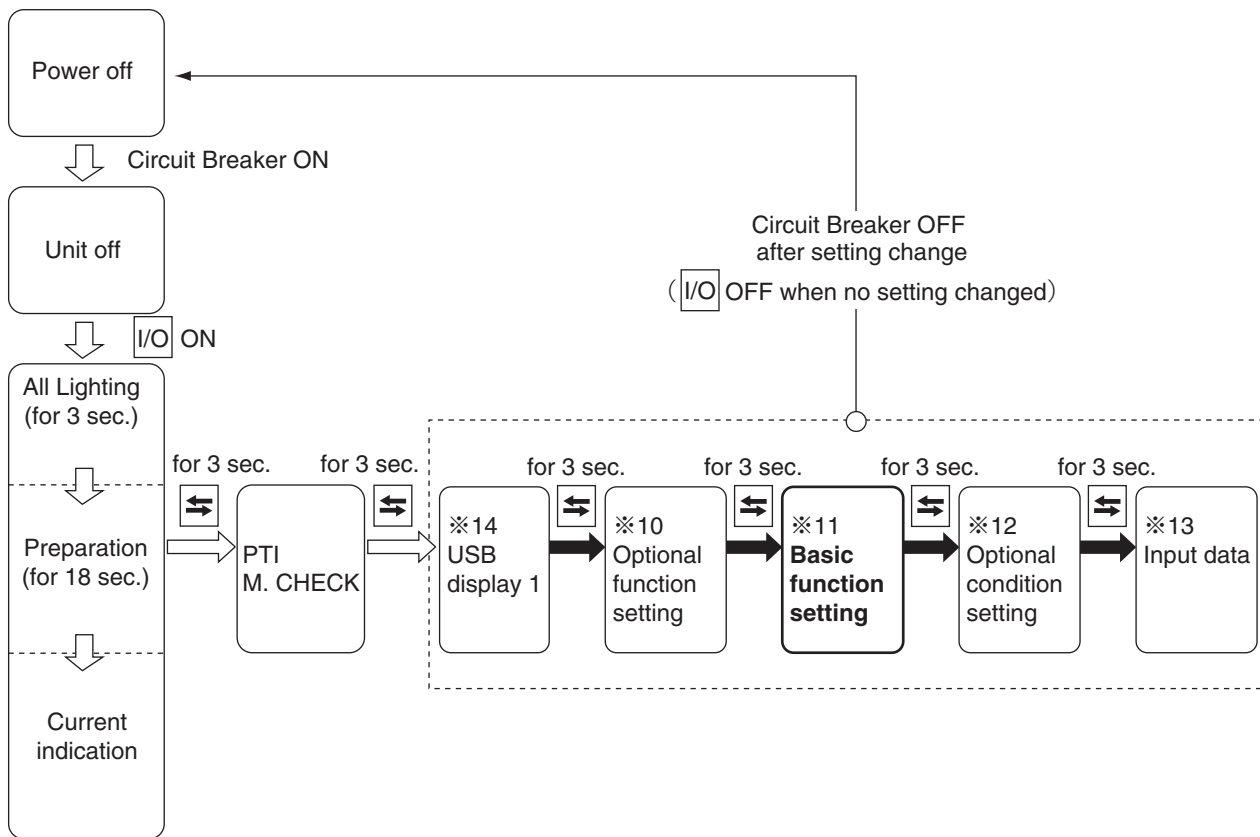 Power off
Circuit Breaker ON
Unit off
I/O ON
All Lighting
(for 3 sec.)
Preparation
(for 18 sec.)
Current
indication
for 3 sec.
PTI
M. CHECK
for 3 sec.
Circuit Breaker OFF
after setting change
( I/O OFF when no setting changed)
※14
USB
display 1
for 3 sec.
※10
Optional
function
setting
for 3 sec.
※11
Basic
function
setting
for 3 sec.
※12
Optional
condition
setting
for 3 sec.
※13
Input data